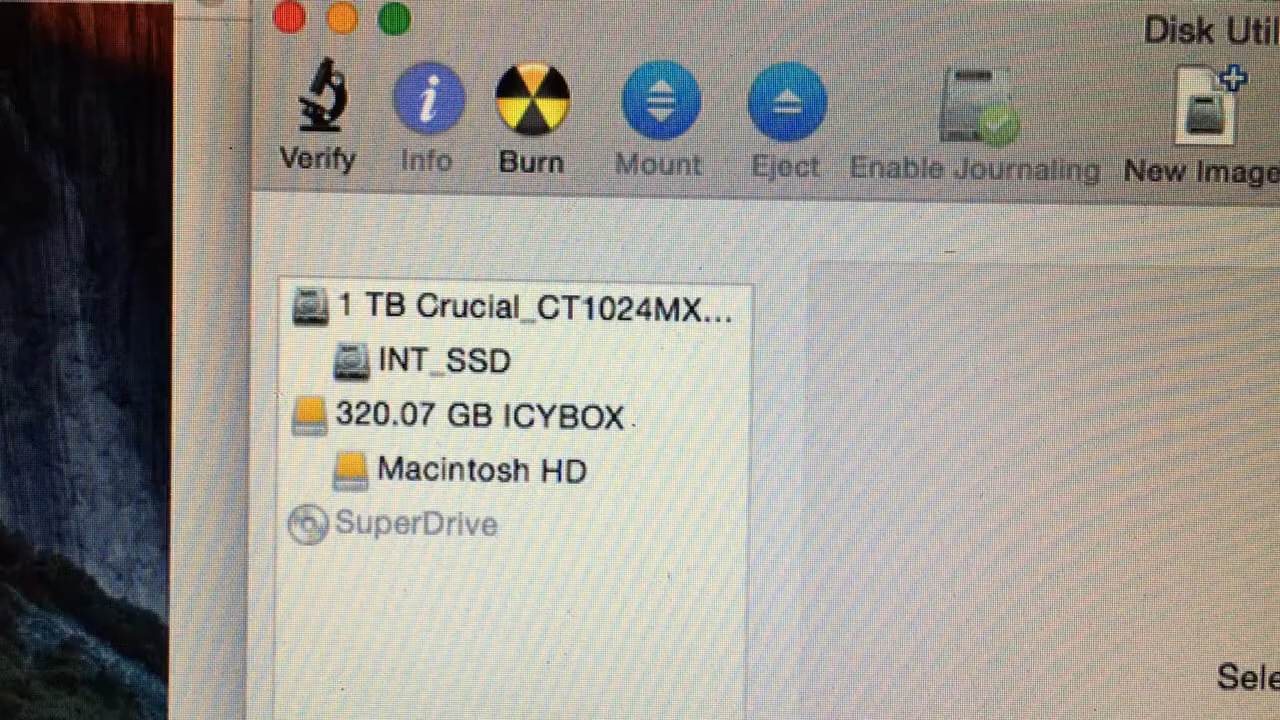 Disk Util
Verify Info Burn Mount Eject Enable Journaling New Image
1 TB Crucial_CT1024MX...
INT_SSD
320.07 GB ICYBOX
Macintosh HD
SuperDrive
Sele